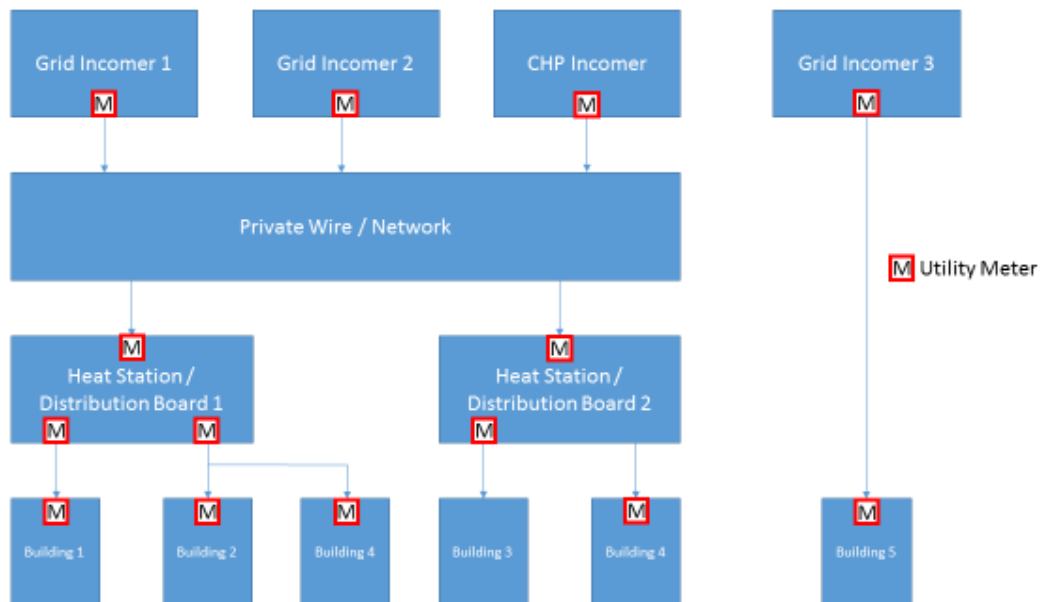 Grid Incomer 1
Grid Incomer 2
CHP Incomer
Grid Incomer 3
M
M
M
M
Private Wire / Network
M Utility Meter
M
M
Heat Station /
Distribution Board 1
Heat Station /
Distribution Board 2
M
M
M
M
M
M
M
M
Building 1
Building 2
Building 4
Building 3
Building 4
Building 5